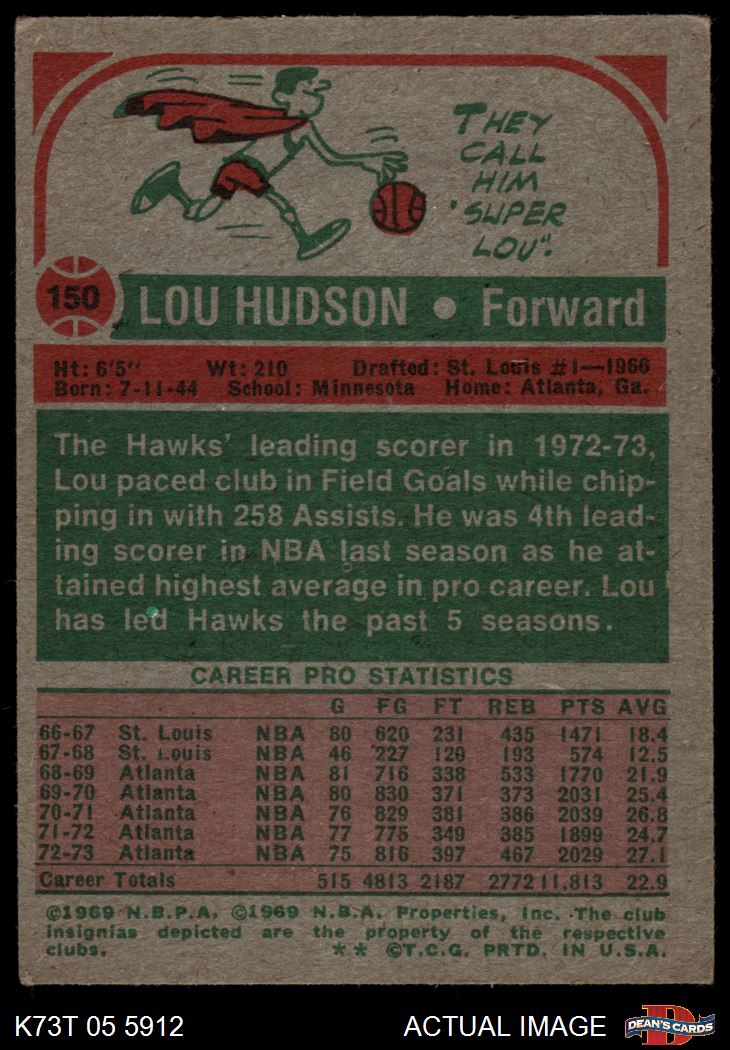 THEY
CALL
HIM
"SUPER
LOU".
150 LOU HUDSON • Forward
Ht: 6'5" Wt: 210 Drafted: St. Louis #1—1966
Born: 7-11-44 School: Minnesota Home: Atlanta, Ga.
The Hawks' leading scorer in 1972-73,
Lou paced club in Field Goals while chip-
ping in with 258 Assists. He was 4th lead-
ing scorer in NBA last season as he at-
tained highest average in pro career. Lou
has led Hawks the past 5 seasons.
CAREER PRO STATISTICS
G FG FT REB PTS AVG
66-67 St. Louis NBA 80 620 231 435 1471 18.4
67-68 St. Louis NBA 46 227 120 193 574 12.5
68-69 Atlanta NBA 81 716 338 533 1770 21.9
69-70 Atlanta NBA 80 830 371 373 2031 25.4
70-71 Atlanta NBA 76 829 381 386 2039 26.8
71-72 Atlanta NBA 77 775 349 385 1899 24.7
72-73 Atlanta NBA 75 816 397 467 2029 27.1
Career Totals 515 4813 2187 2772 11,813 22.9
©1969 N.B.P.A. ©1969 N.B.A. Properties, Inc. The club
insignias depicted are the property of the respective
clubs. ** ©T.C.G. PRTD. IN U.S.A.
K73T 05 5912 ACTUAL IMAGE D DEAN'S CARDS